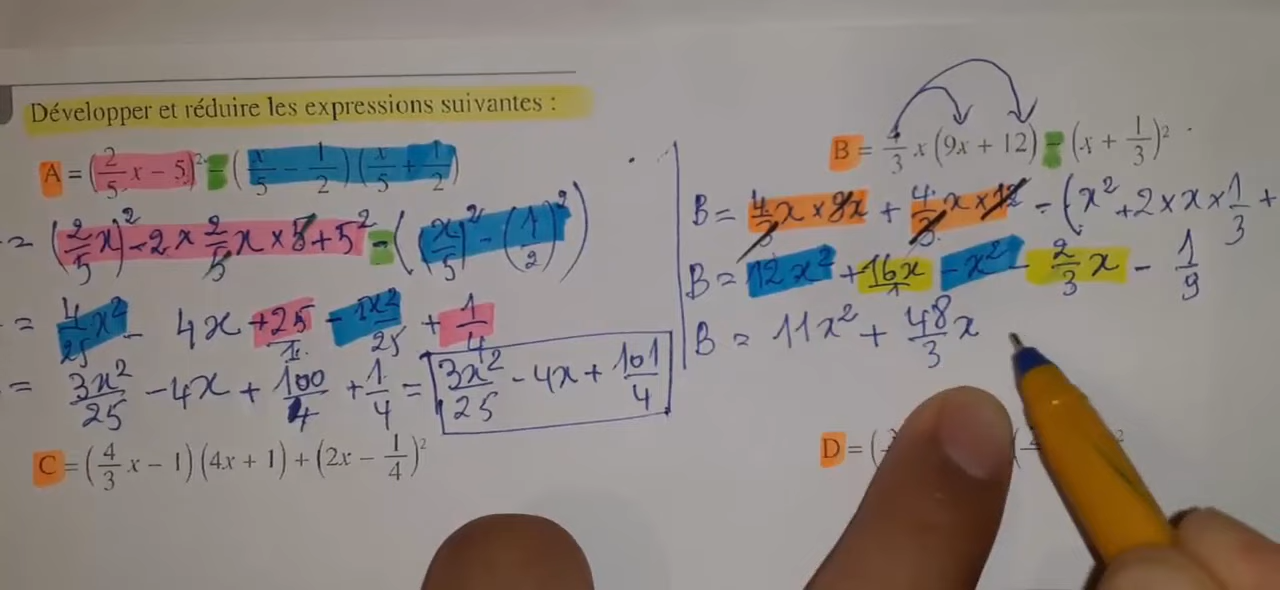 Développer et réduire les expressions suivantes :
A = (2/5 x − 5)² − (x/5 − 1/2)(x/5 + 1/2)
= (2/5 x)² − 2 × 2/5 x × 5 + 5² − ((x/5)² − (1/2)²)
= 4/25 x² − 4x + 25/1 − 1x²/25 + 1/4
= 3x²/25 − 4x + 100/4 + 1/4 = 3x²/25 − 4x + 101/4
C = (4/3 x − 1)(4x + 1) + (2x − 1/4)²
B = 4/3 x (9x + 12) − (x + 1/3)²
B = 4/3 x × 9x + 4/3 x × 12 − (x² + 2 × x × 1/3 +
B = 12x² + 16x/1 − x² − 2/3 x − 1/9
B = 11x² + 48/3 x
D = (